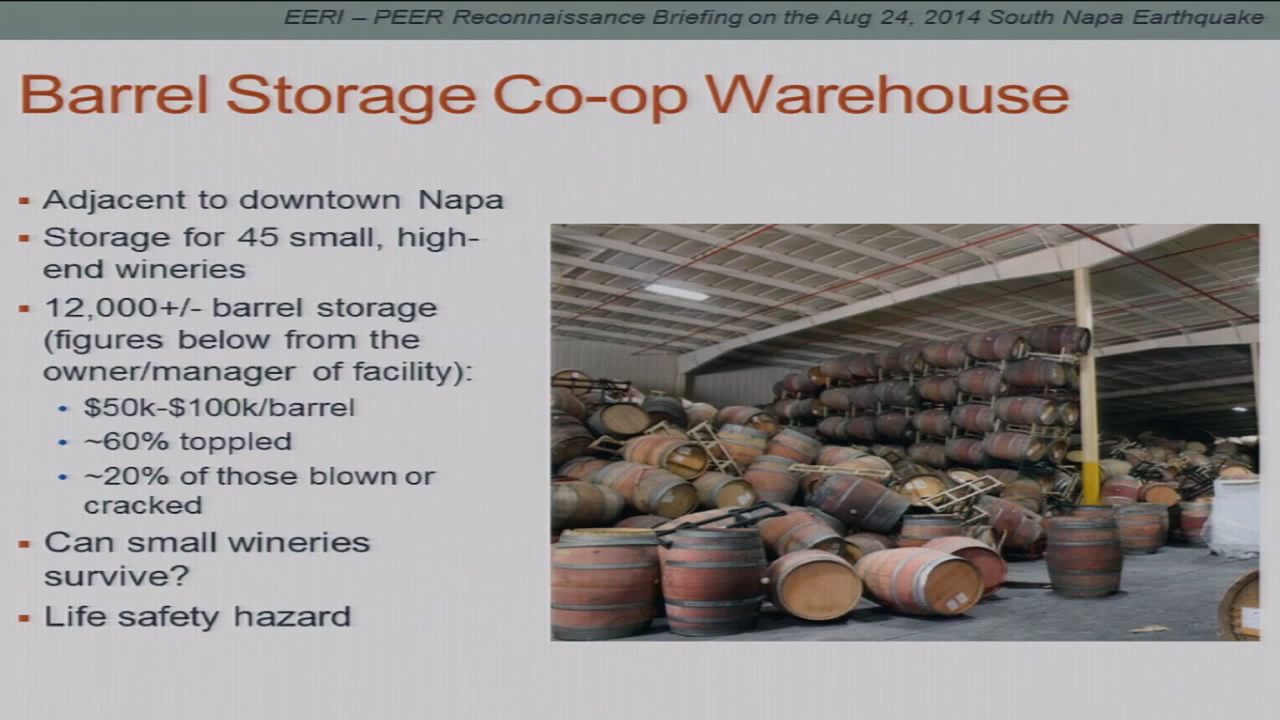 EERI – PEER Reconnaissance Briefing on the Aug 24, 2014 South Napa Earthquake
Barrel Storage Co-op Warehouse
▪ Adjacent to downtown Napa
▪ Storage for 45 small, high-
end wineries
▪ 12,000+/- barrel storage
(figures below from the
owner/manager of facility):
• $50k-$100k/barrel
• ~60% toppled
• ~20% of those blown or
cracked
▪ Can small wineries
survive?
▪ Life safety hazard